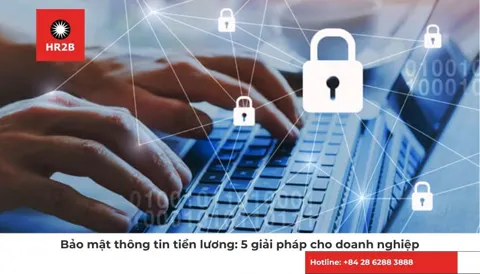 HR2B
Bảo mật thông tin tiền lương: 5 giải pháp cho doanh nghiệp
Hotline: +84 28 6288 3888